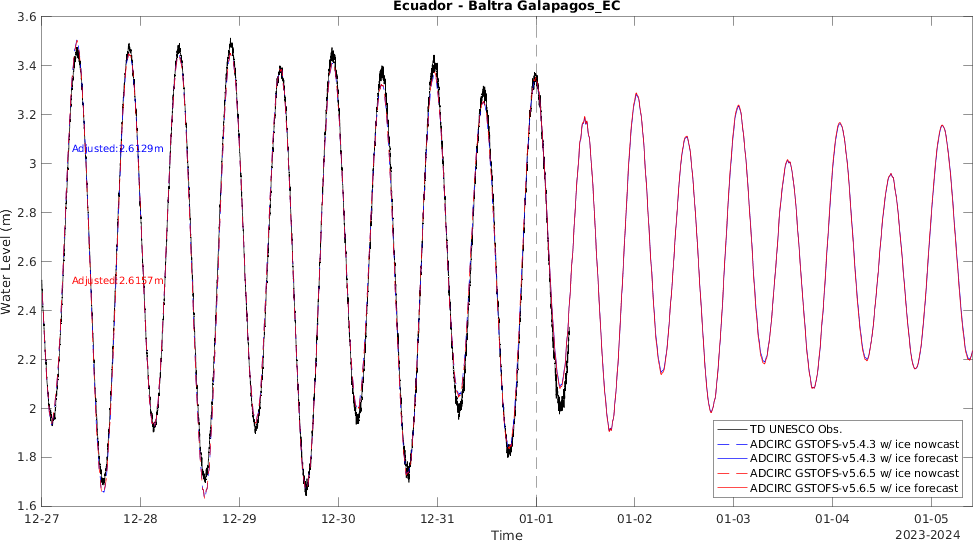 Ecuador - Baltra Galapagos_EC
Water Level (m)
3.6
3.4
3.2
3
2.8
2.6
2.4
2.2
2
1.8
1.6
Adjusted:2.6129m
Adjusted:2.6157m
TD UNESCO Obs.
ADCIRC GSTOFS-v5.4.3 w/ ice nowcast
ADCIRC GSTOFS-v5.4.3 w/ ice forecast
ADCIRC GSTOFS-v5.6.5 w/ ice nowcast
ADCIRC GSTOFS-v5.6.5 w/ ice forecast
12-27 12-28 12-29 12-30 12-31 01-01 01-02 01-03 01-04 01-05
Time
2023-2024